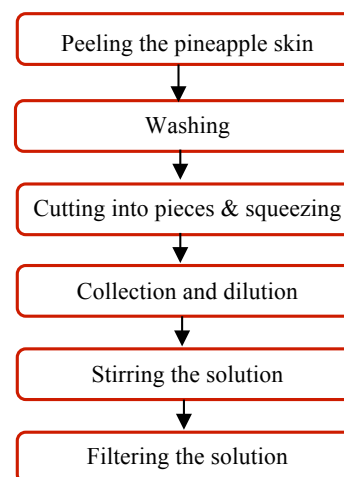 Peeling the pineapple skin
Washing
Cutting into pieces & squeezing
Collection and dilution
Stirring the solution
Filtering the solution